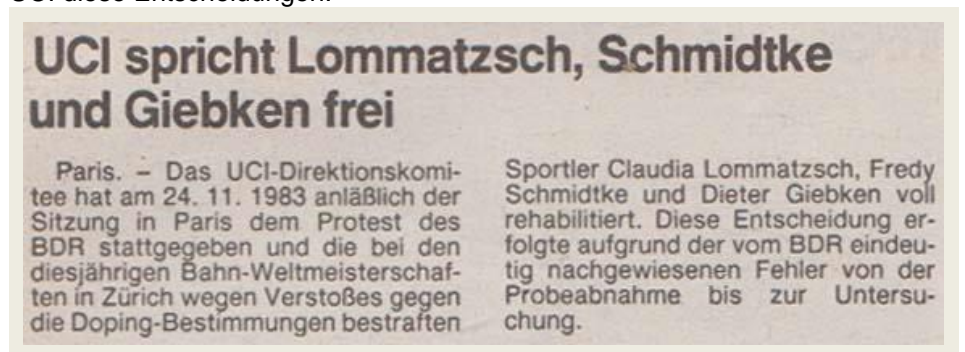 UCI diese Entscheidungen.
UCI spricht Lommatzsch, Schmidtke
und Giebken frei
Paris. – Das UCI-Direktionskomi-
tee hat am 24. 11. 1983 anläßlich der
Sitzung in Paris dem Protest des
BDR stattgegeben und die bei den
diesjährigen Bahn-Weltmeisterschaf-
ten in Zürich wegen Verstoßes gegen
die Doping-Bestimmungen bestraften
Sportler Claudia Lommatzsch, Fredy
Schmidtke und Dieter Giebken voll
rehabilitiert. Diese Entscheidung er-
folgte aufgrund der vom BDR eindeu-
tig nachgewiesenen Fehler von der
Probeabnahme bis zur Untersu-
chung.